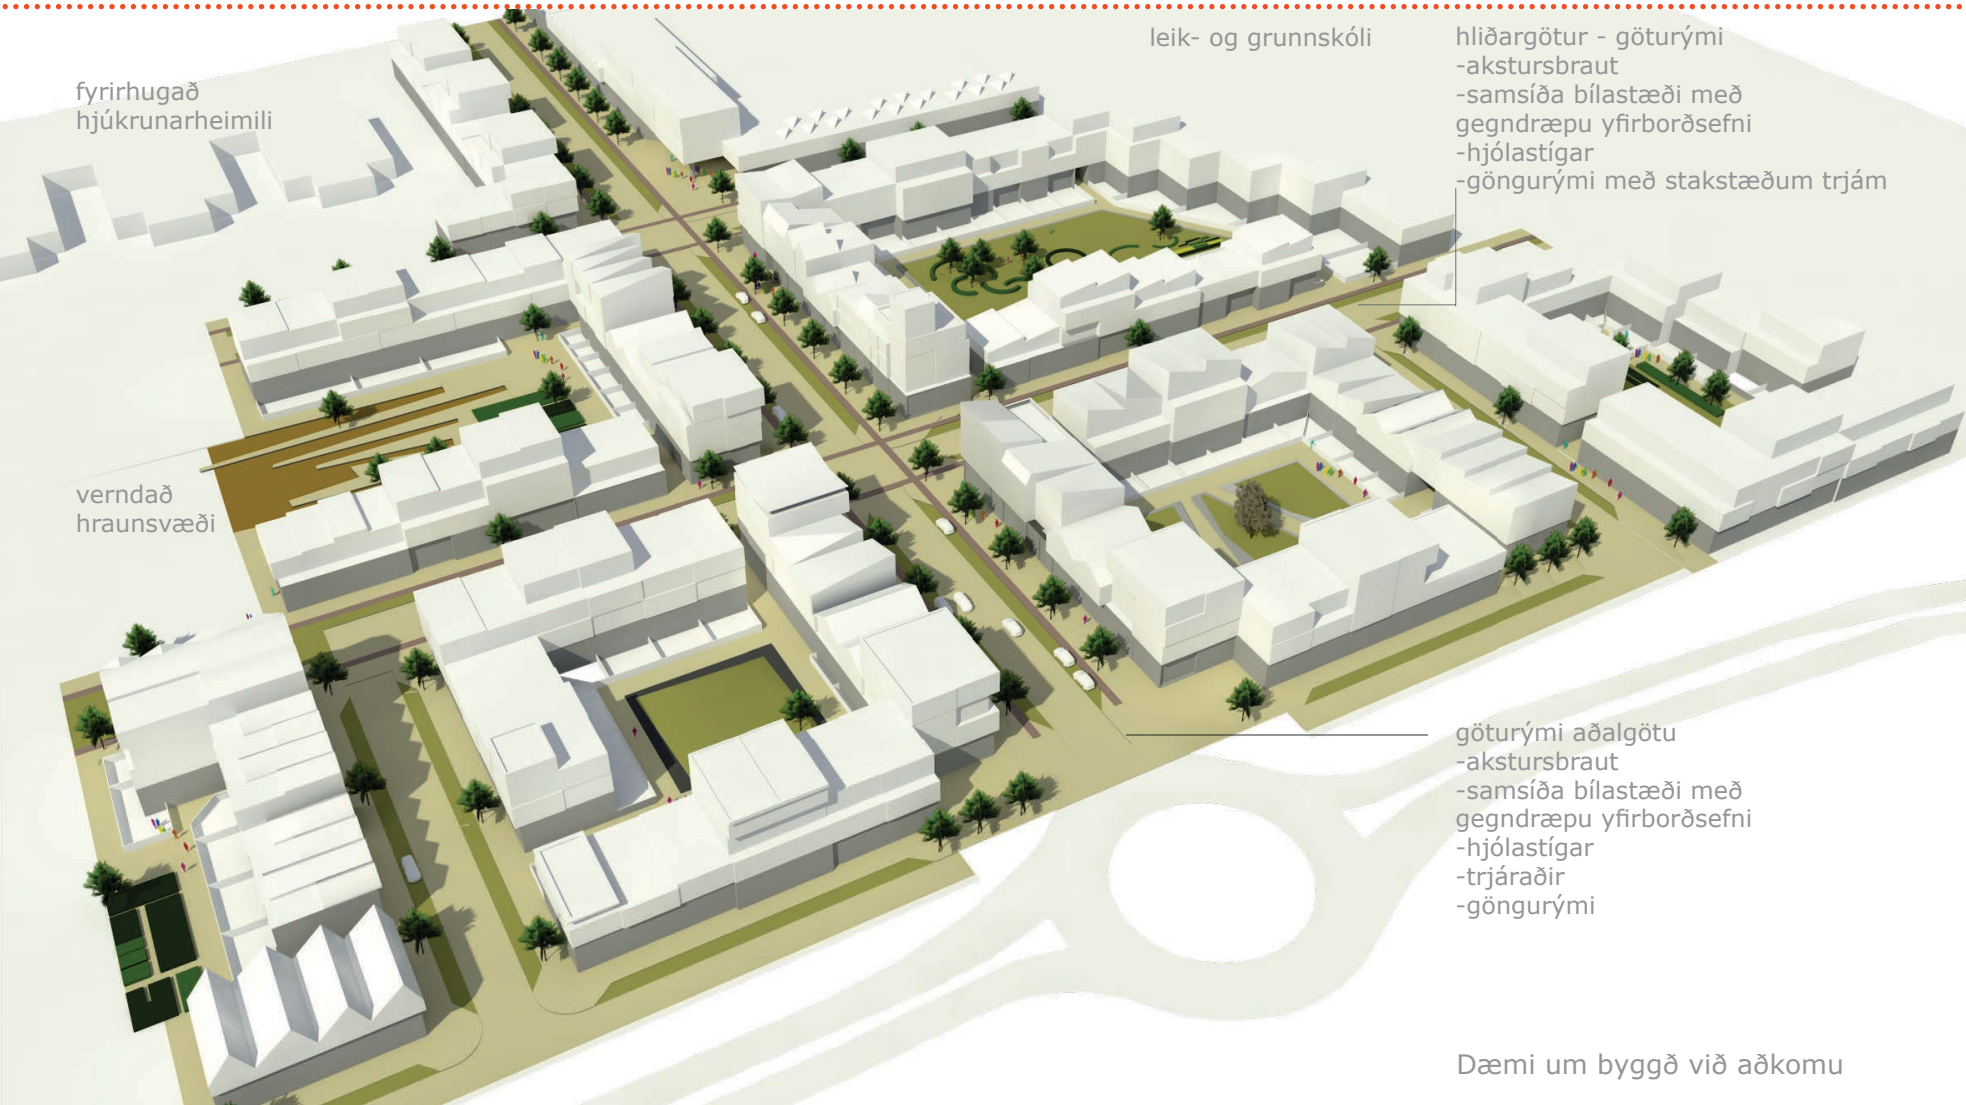 leik- og grunnskóli
hliðargötur - göturými
-akstursbraut
-samsíða bílastæði með
gegndræpu yfirborðsefni
-hjólastígar
-göngurými með stakstæðum trjám
fyrirhugað
hjúkrunarheimili
verndað
hraunsvæði
göturými aðalgötu
-akstursbraut
-samsíða bílastæði með
gegndræpu yfirborðsefni
-hjólastígar
-trjáraðir
-göngurými
Dæmi um byggð við aðkomu